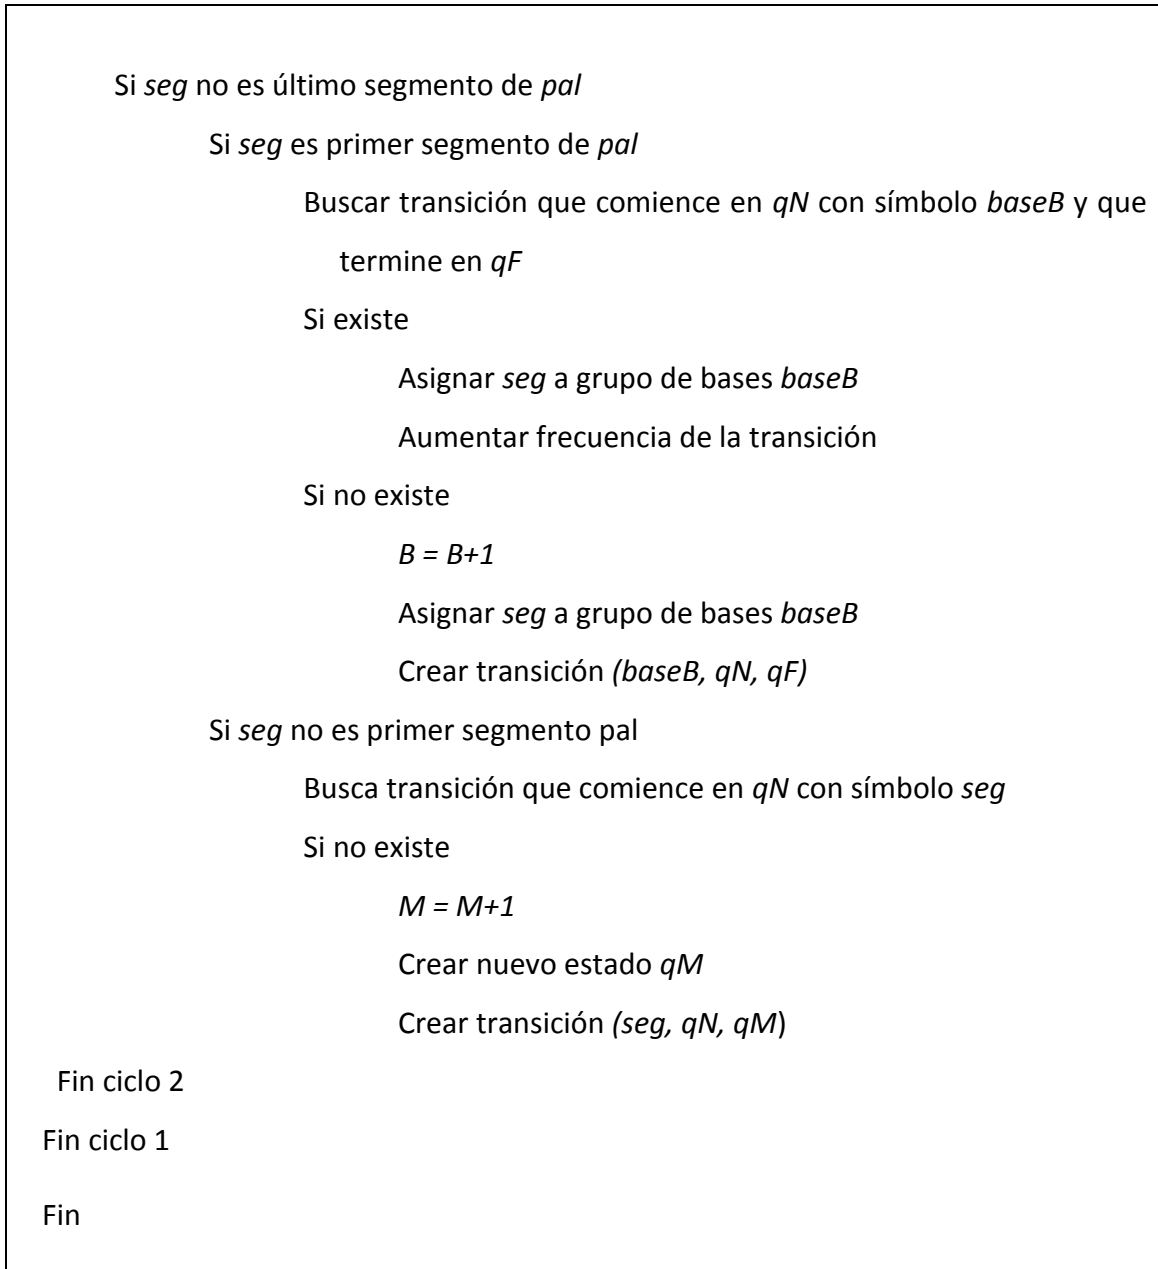 Si seg no es último segmento de pal
Si seg es primer segmento de pal
Buscar transición que comience en qN con símbolo baseB y que
termine en qF
Si existe
Asignar seg a grupo de bases baseB
Aumentar frecuencia de la transición
Si no existe
B = B+1
Asignar seg a grupo de bases baseB
Crear transición (baseB, qN, qF)
Si seg no es primer segmento pal
Busca transición que comience en qN con símbolo seg
Si no existe
M = M+1
Crear nuevo estado qM
Crear transición (seg, qN, qM)
Fin ciclo 2
Fin ciclo 1
Fin